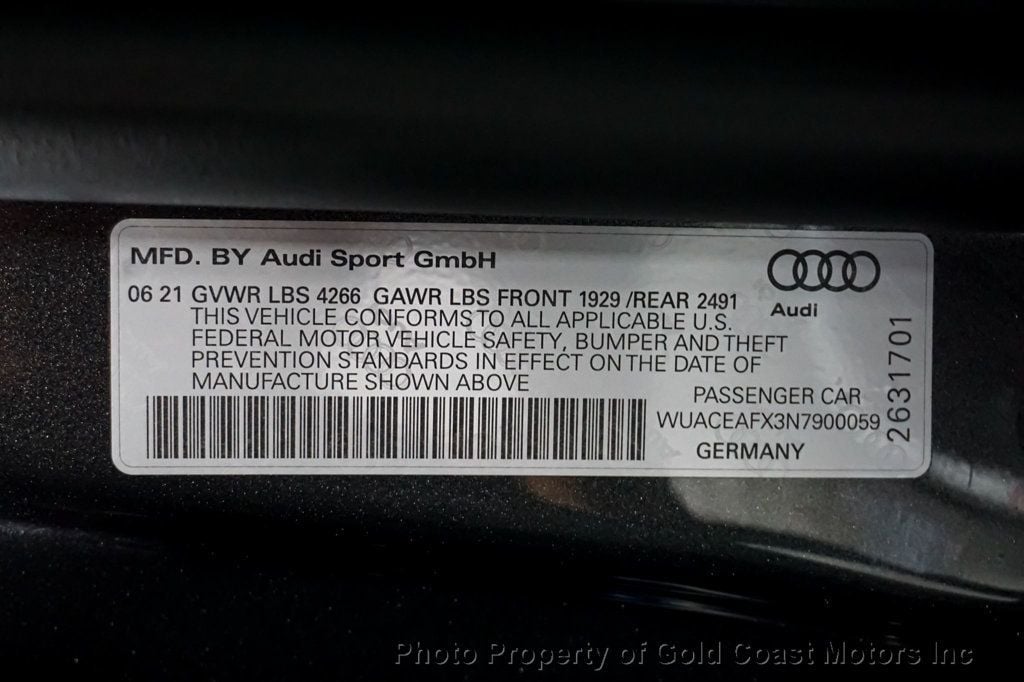 MFD. BY Audi Sport GmbH
06 21 GVWR LBS 4266 GAWR LBS FRONT 1929 /REAR 2491
THIS VEHICLE CONFORMS TO ALL APPLICABLE U.S.
FEDERAL MOTOR VEHICLE SAFETY, BUMPER AND THEFT
PREVENTION STANDARDS IN EFFECT ON THE DATE OF
MANUFACTURE SHOWN ABOVE
Audi
PASSENGER CAR
WUACEAFX3N7900059
GERMANY
2631701
Photo Property of Gold Coast Motors Inc